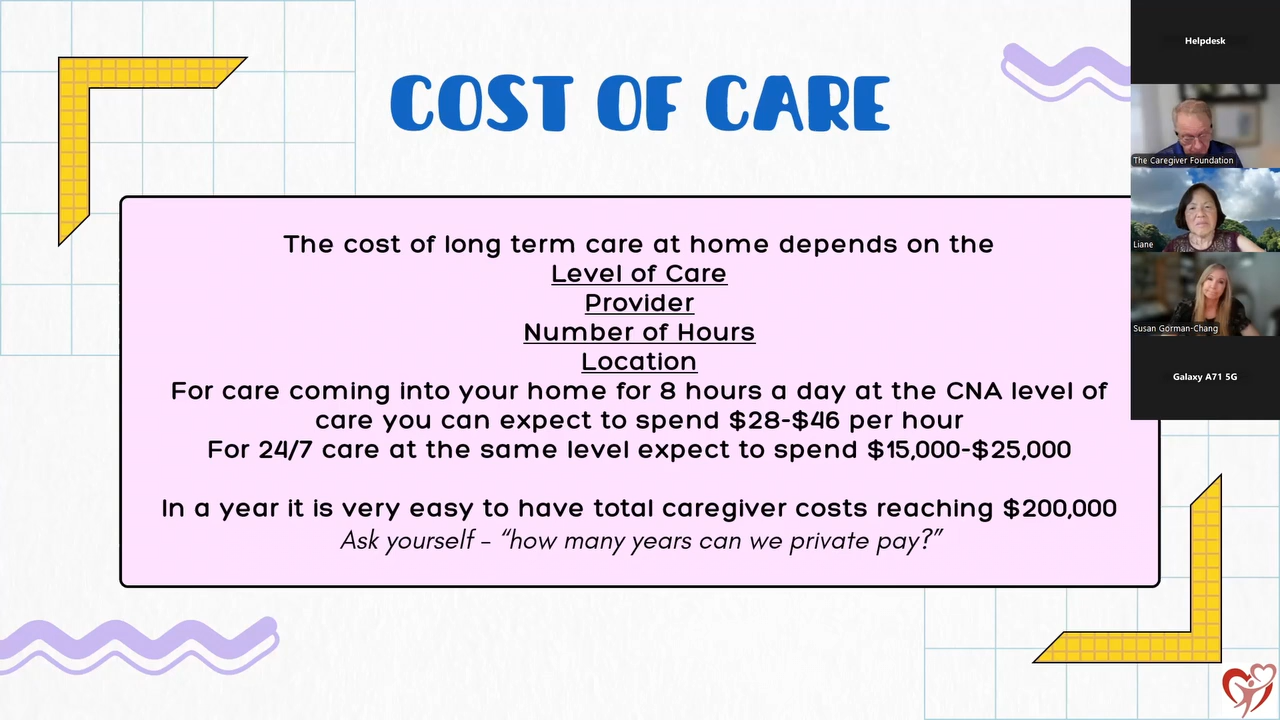 COST OF CARE
The cost of long term care at home depends on the
Level of Care
Provider
Number of Hours
Location
For care coming into your home for 8 hours a day at the CNA level of
care you can expect to spend $28-$46 per hour
For 24/7 care at the same level expect to spend $15,000-$25,000
In a year it is very easy to have total caregiver costs reaching $200,000
Ask yourself - “how many years can we private pay?”
Helpdesk
The Caregiver Foundation
Liane
Susan Gorman-Chang
Galaxy A71 5G